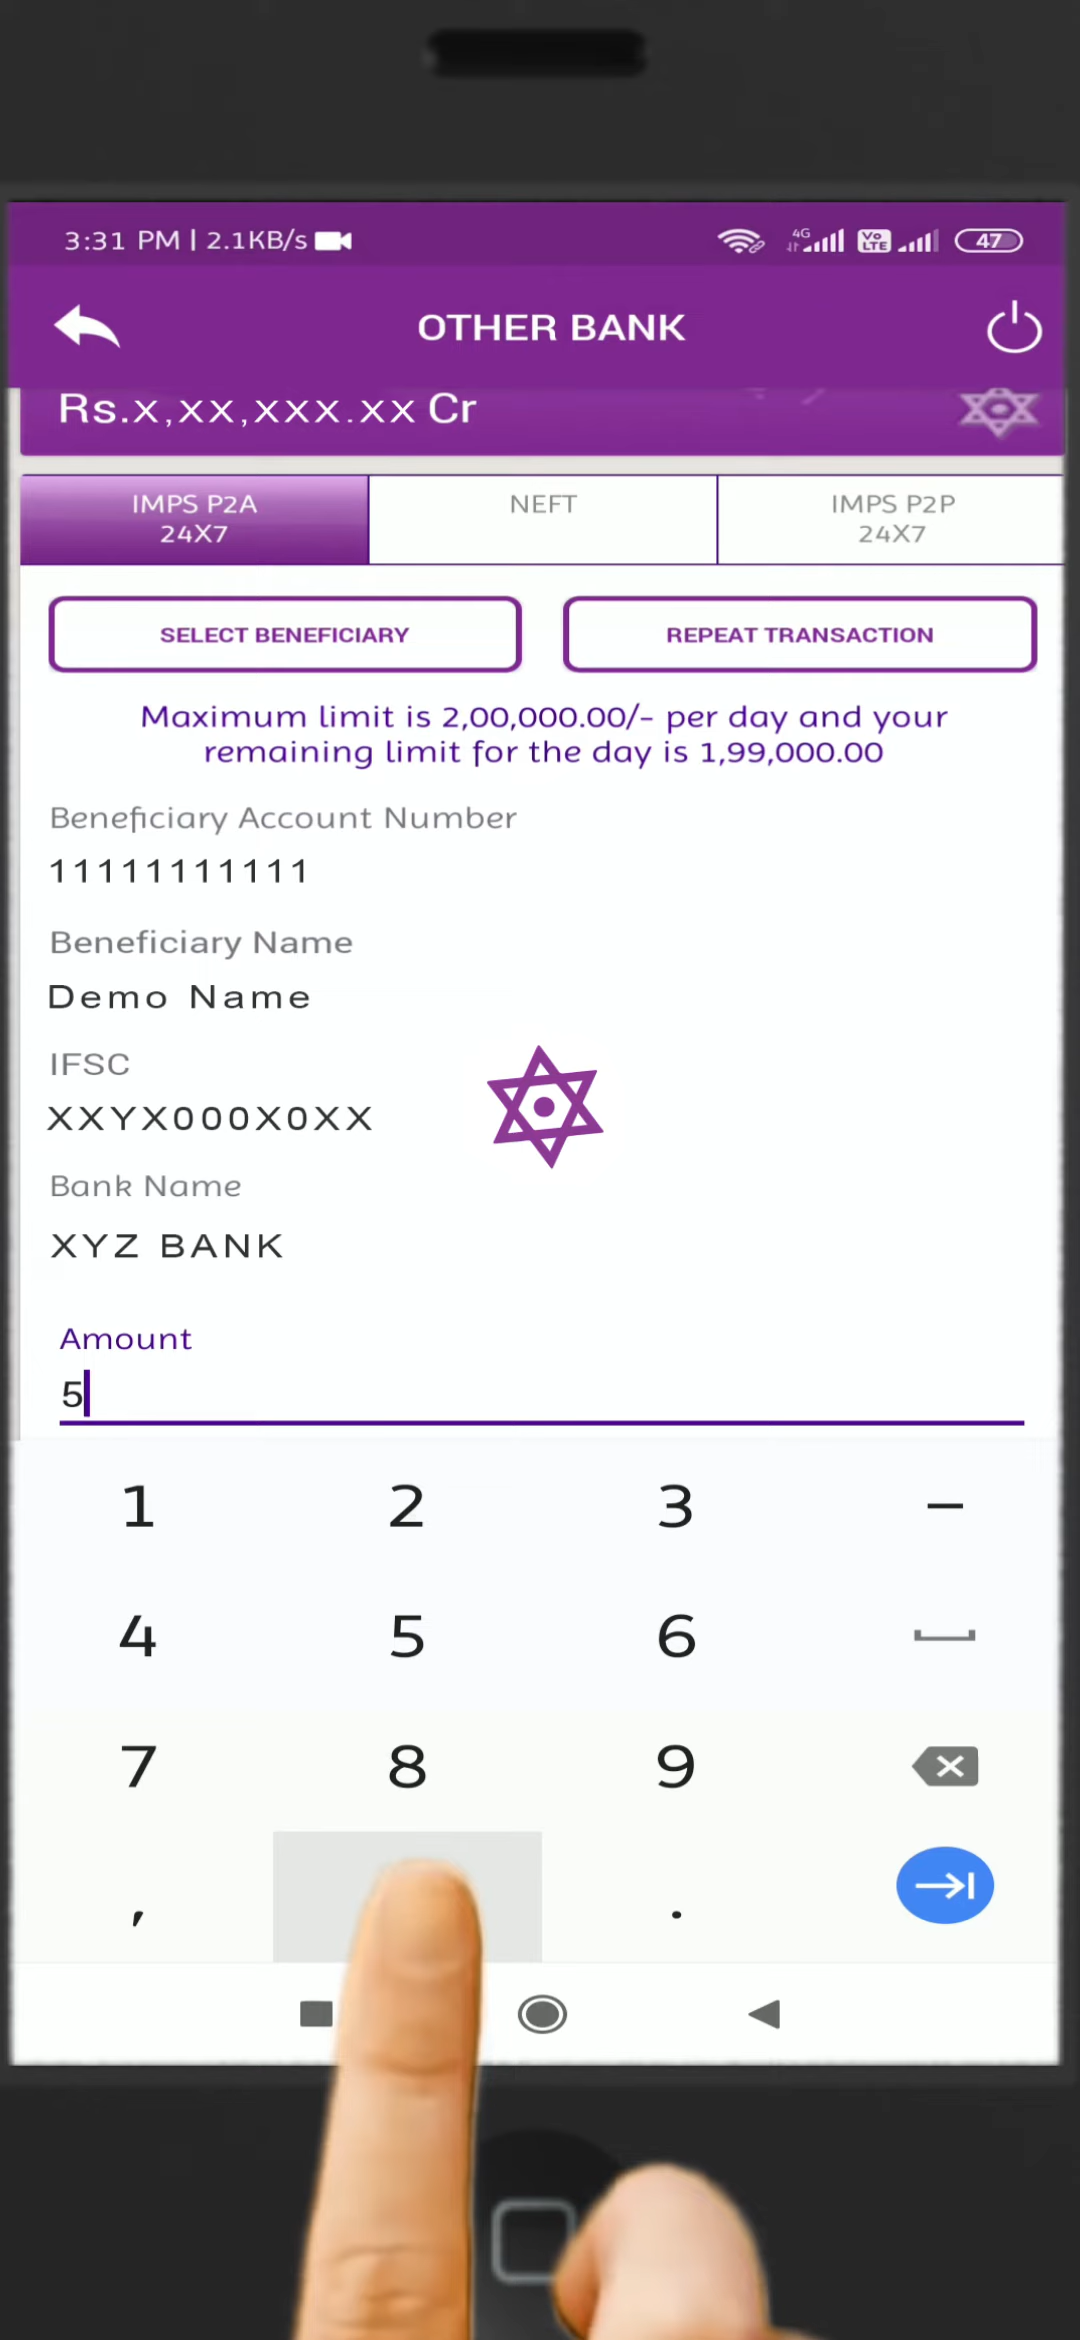 3:31 PM | 2.1KB/s
4G
Vo
LTE
47
OTHER BANK
Rs.x,xx,xxx.xx Cr
IMPS P2A
24X7
NEFT
IMPS P2P
24X7
SELECT BENEFICIARY
REPEAT TRANSACTION
Maximum limit is 2,00,000.00/- per day and your
remaining limit for the day is 1,99,000.00
Beneficiary Account Number
11111111111
Beneficiary Name
Demo Name
IFSC
XXYX000X0XX
Bank Name
XYZ BANK
Amount
5
1 2 3 –
4 5 6
7 8 9
, .